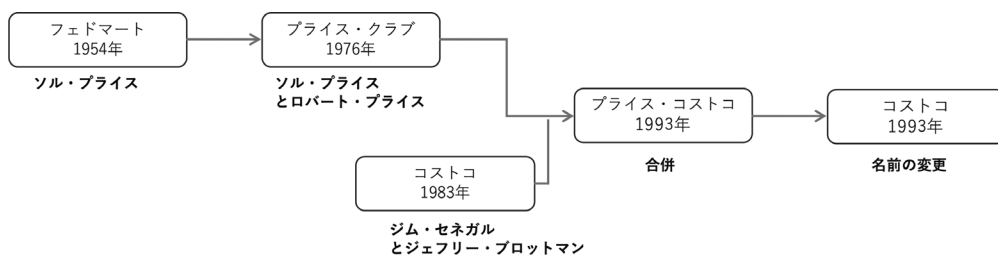 フェドマート
1954年
ソル・プライス
プライス・クラブ
1976年
ソル・プライス
とロバート・プライス
コストコ
1983年
ジム・セネガル
とジェフリー・ブロットマン
プライス・コストコ
1993年
合併
コストコ
1993年
名前の変更